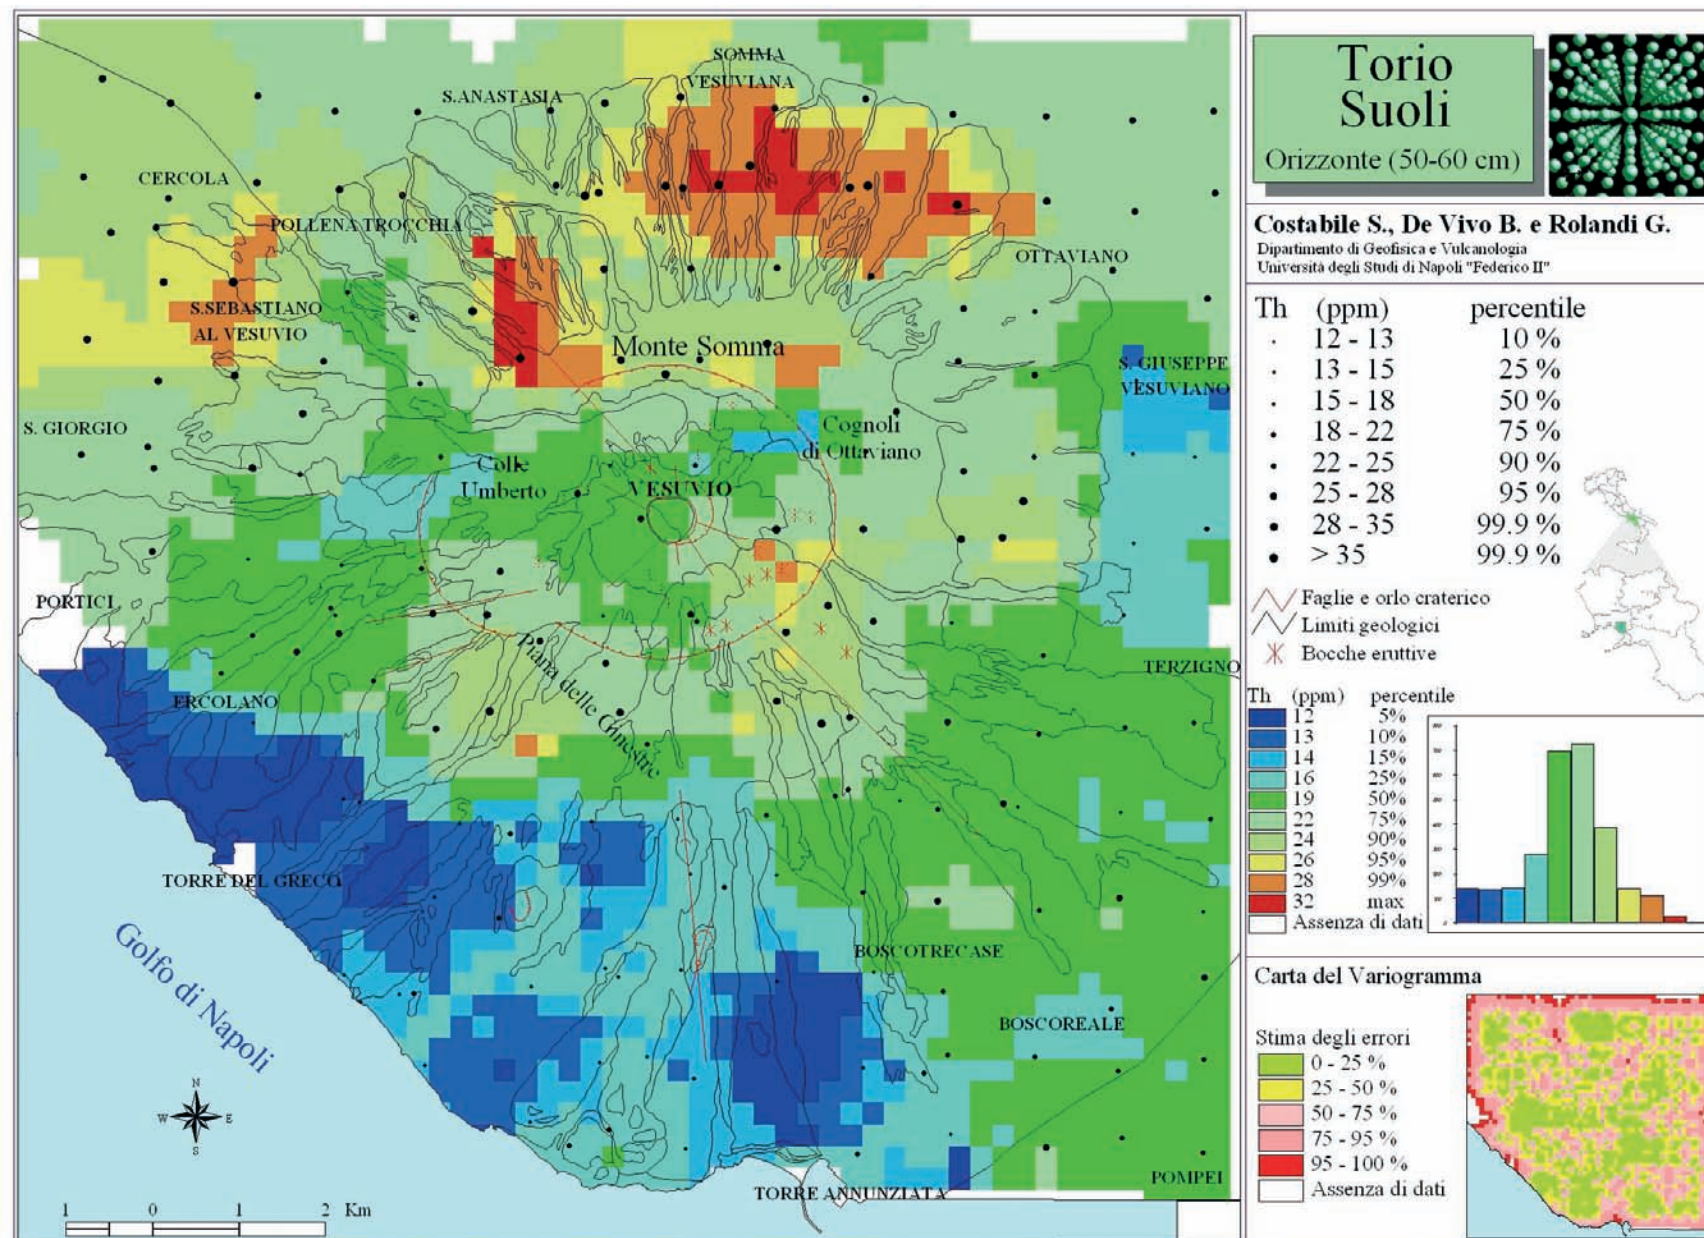 SOMMA
VESUVIANA
S.ANASTASIA
CERCOLA
POLLENA TROCCHIA
OTTAVIANO
S.SEBASTIANO
AL VESUVIO
Monte Somma
S. GIUSEPPE
VESUVIANO
S. GIORGIO
Cognoli
di Ottaviano
Colle
Umberto
VESUVIO
PORTICI
Piana delle Ginestre
TERZIGNO
ERCOLANO
TORRE DEL GRECO
BOSCOTRECASE
Golfo di Napoli
BOSCOREALE
N
W E
S
POMPEI
TORRE ANNUNZIATA
1 0 1 2 Km
Torio
Suoli
Orizzonte (50-60 cm)
Costabile S., De Vivo B. e Rolandi G.
Dipartimento di Geofisica e Vulcanologia
Università degli Studi di Napoli "Federico II"
Th (ppm) percentile
12 - 13 10 %
13 - 15 25 %
15 - 18 50 %
18 - 22 75 %
22 - 25 90 %
25 - 28 95 %
28 - 35 99.9 %
> 35 99.9 %
Faglie e orlo craterico
Limiti geologici
Bocche eruttive
Th (ppm) percentile
12 5%
13 10%
14 15%
16 25%
19 50%
22 75%
24 90%
26 95%
28 99%
32 max
Assenza di dati
Carta del Variogramma
Stima degli errori
0 - 25 %
25 - 50 %
50 - 75 %
75 - 95 %
95 - 100 %
Assenza di dati